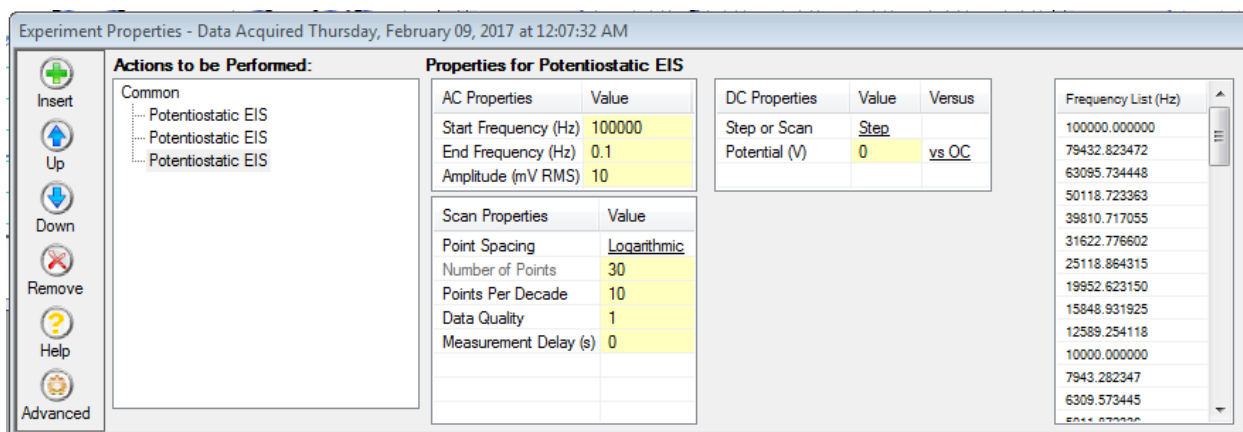 Experiment Properties - Data Acquired Thursday, February 09, 2017 at 12:07:32 AM
Insert
Up
Down
Remove
Help
Advanced
Actions to be Performed:
Common
Potentiostatic EIS
Potentiostatic EIS
Potentiostatic EIS
Properties for Potentiostatic EIS
AC Properties Value
Start Frequency (Hz) 100000
End Frequency (Hz) 0.1
Amplitude (mV RMS) 10
Scan Properties Value
Point Spacing Logarithmic
Number of Points 30
Points Per Decade 10
Data Quality 1
Measurement Delay (s) 0
DC Properties Value Versus
Step or Scan Step
Potential (V) 0 vs OC
Frequency List (Hz)
100000.000000
79432.823472
63095.734448
50118.723363
39810.717055
31622.776602
25118.864315
19952.623150
15848.931925
12589.254118
10000.000000
7943.282347
6309.573445